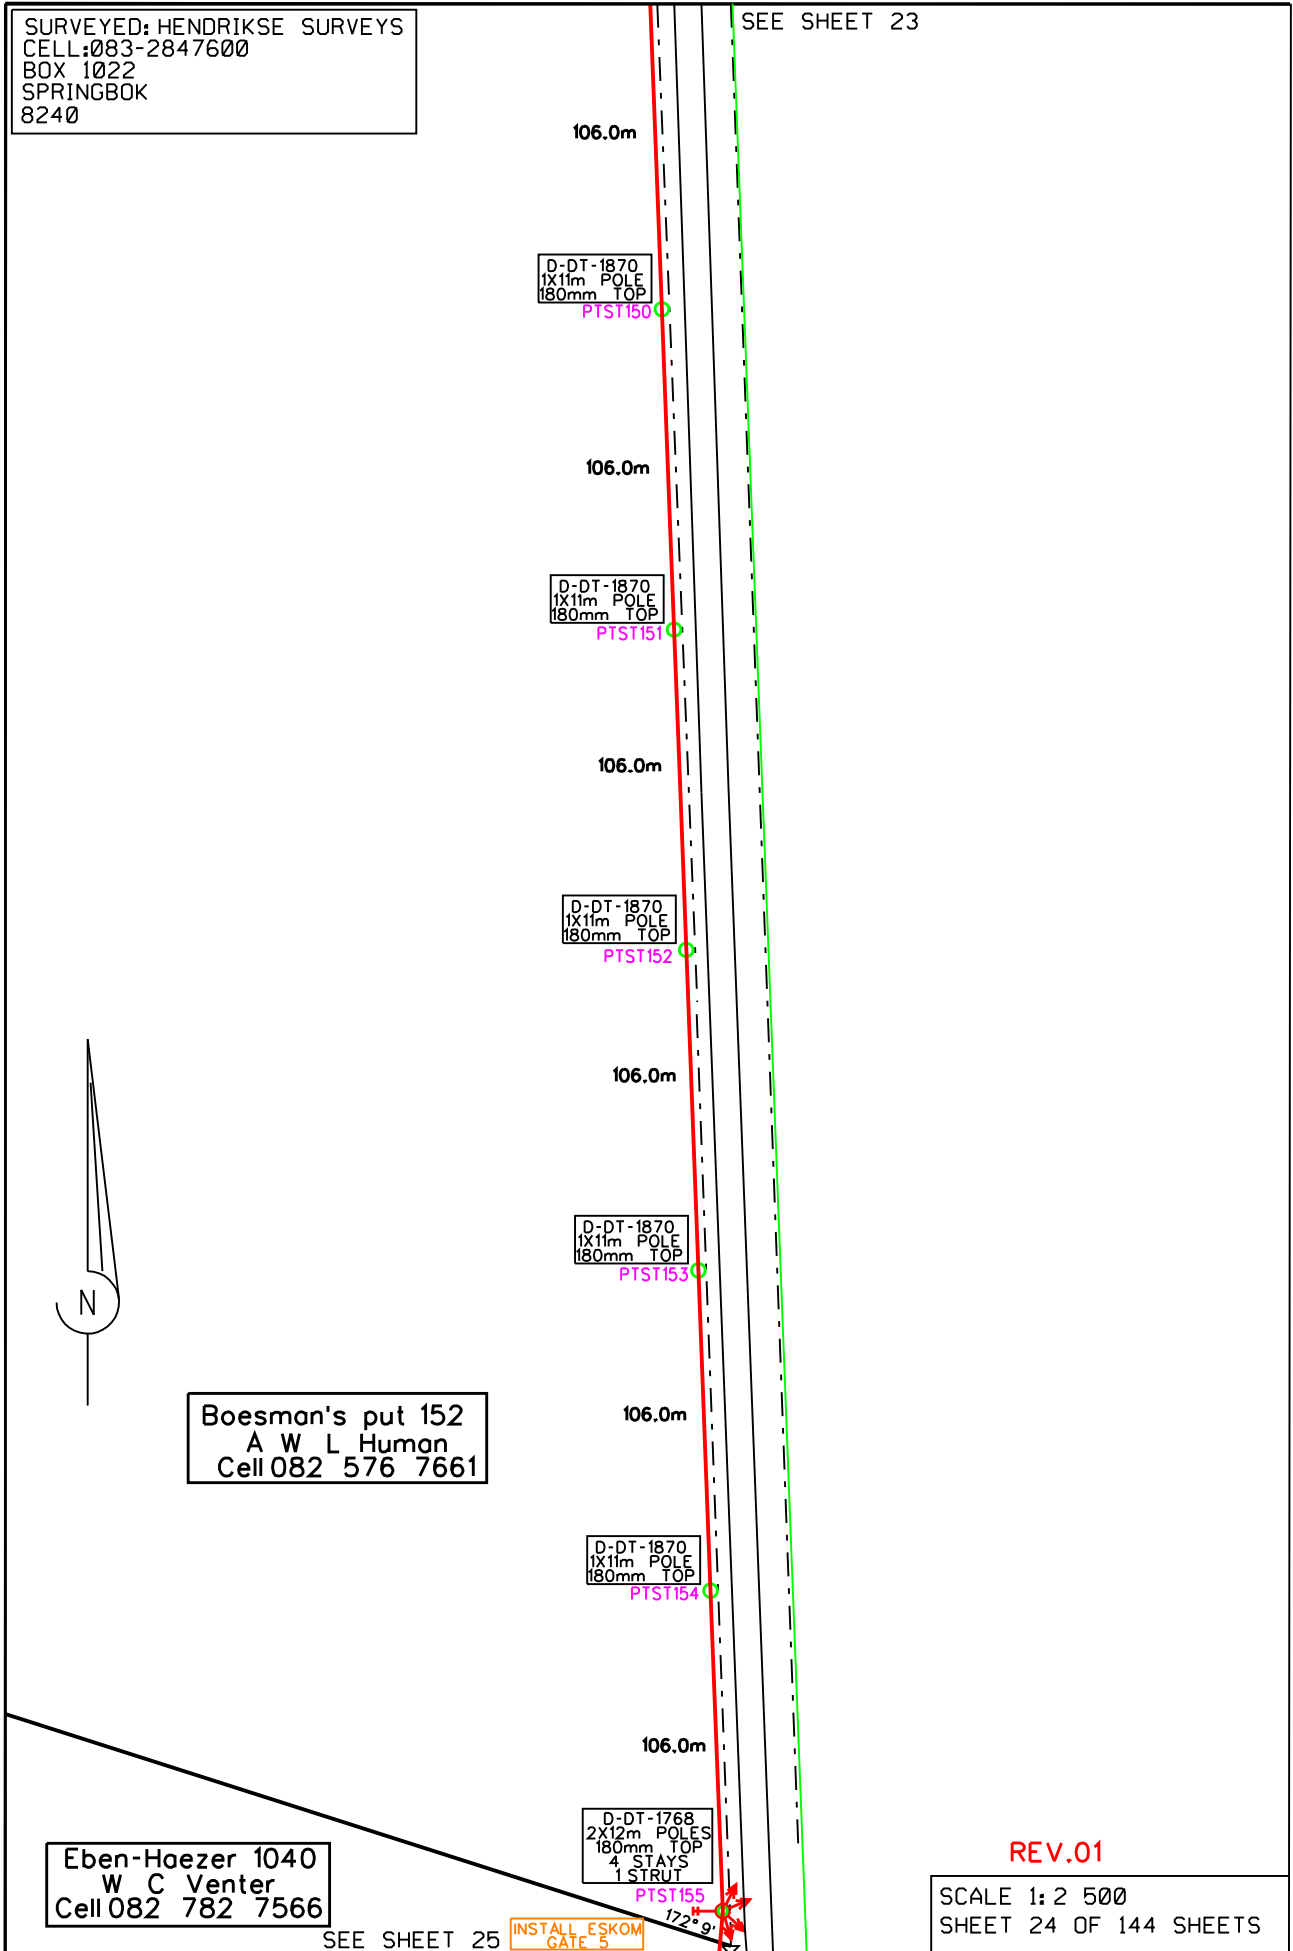 SURVEYED: HENDRIKSE SURVEYS
CELL:083-2847600
BOX 1022
SPRINGBOK
8240
SEE SHEET 23
106.0m
D-DT-1870
1X11m POLE
180mm TOP
PTST150
106.0m
D-DT-1870
1X11m POLE
180mm TOP
PTST151
106.0m
D-DT-1870
1X11m POLE
180mm TOP
PTST152
106.0m
D-DT-1870
1X11m POLE
180mm TOP
PTST153
N
Boesman's put 152
A W L Human
Cell 082 576 7661
106.0m
D-DT-1870
1X11m POLE
180mm TOP
PTST154
106.0m
D-DT-1768
2X12m POLES
180mm TOP
4 STAYS
1 STRUT
PTST155
172° 9'
Eben-Haezer 1040
W C Venter
Cell 082 782 7566
SEE SHEET 25
INSTALL ESKOM
GATE 5
REV.01
SCALE 1:2 500
SHEET 24 OF 144 SHEETS